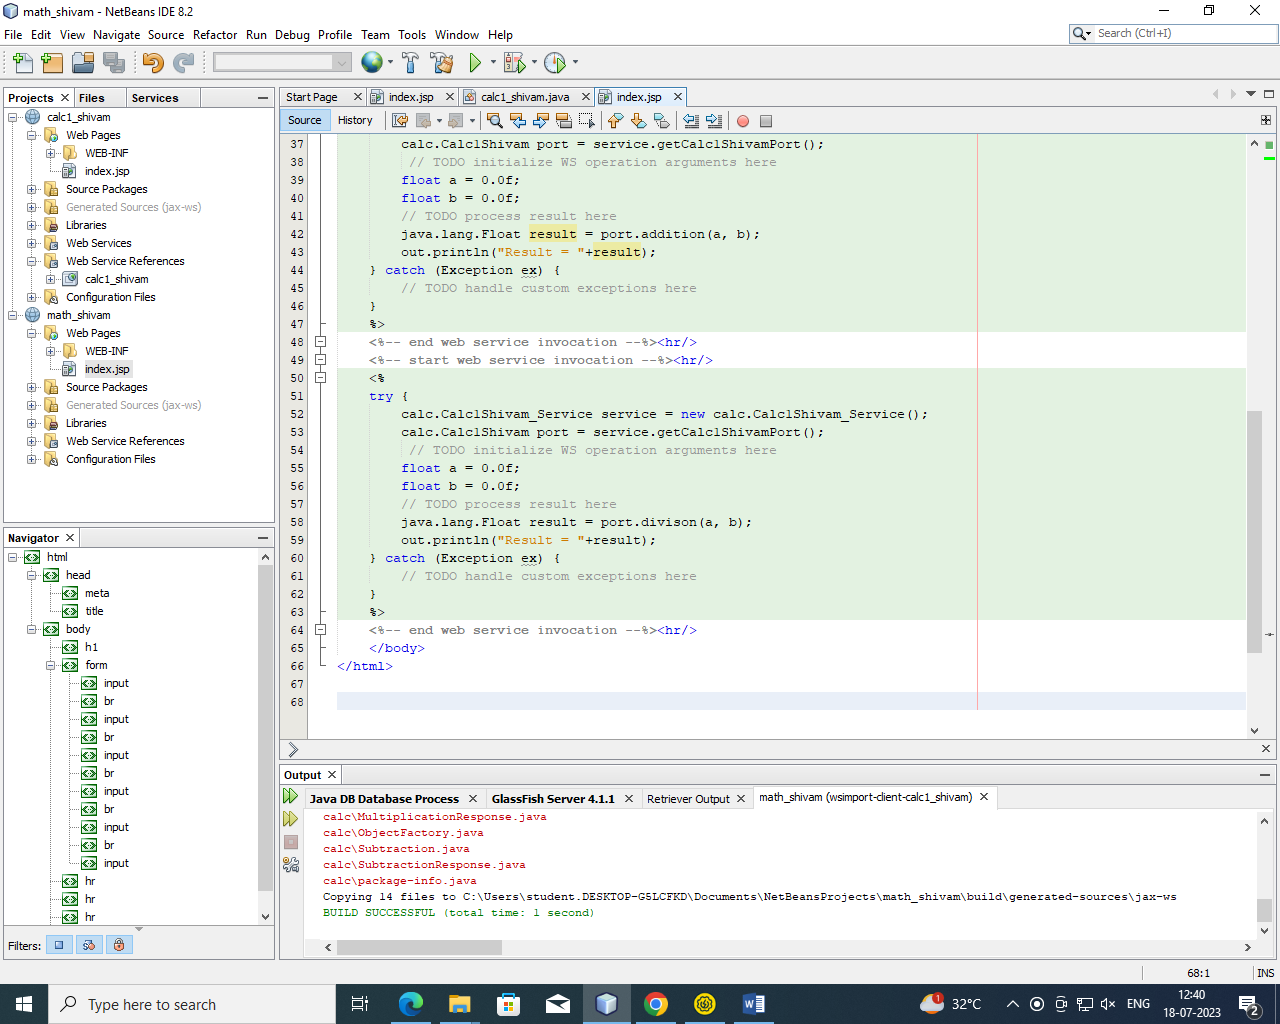 math_shivam - NetBeans IDE 8.2
File Edit View Navigate Source Refactor Run Debug Profile Team Tools Window Help
Search (Ctrl+I)
Projects Files Services
calc1_shivam
Web Pages
WEB-INF
index.jsp
Source Packages
Generated Sources (jax-ws)
Libraries
Web Services
Web Service References
calc1_shivam
Configuration Files
math_shivam
Web Pages
WEB-INF
index.jsp
Source Packages
Generated Sources (jax-ws)
Libraries
Web Service References
Configuration Files
Navigator
html
head
meta
title
body
h1
form
input
br
input
br
input
br
input
br
input
br
input
hr
hr
hr
Filters:
Start Page index.jsp calc1_shivam.java index.jsp
Source History
37 calc.Calc1Shivam port = service.getCalc1ShivamPort();
38 // TODO initialize WS operation arguments here
39 float a = 0.0f;
40 float b = 0.0f;
41 // TODO process result here
42 java.lang.Float result = port.addition(a, b);
43 out.println("Result = "+result);
44 } catch (Exception ex) {
45 // TODO handle custom exceptions here
46 }
47 %>
48 <%-- end web service invocation --%><hr/>
49 <%-- start web service invocation --%><hr/>
50 <%
51 try {
52 calc.Calc1Shivam_Service service = new calc.Calc1Shivam_Service();
53 calc.Calc1Shivam port = service.getCalc1ShivamPort();
54 // TODO initialize WS operation arguments here
55 float a = 0.0f;
56 float b = 0.0f;
57 // TODO process result here
58 java.lang.Float result = port.divison(a, b);
59 out.println("Result = "+result);
60 } catch (Exception ex) {
61 // TODO handle custom exceptions here
62 }
63 %>
64 <%-- end web service invocation --%><hr/>
65 </body>
66 </html>
67
68
Output
Java DB Database Process GlassFish Server 4.1.1 Retriever Output math_shivam (wsimport-client-calc1_shivam)
calc\MultiplicationResponse.java
calc\ObjectFactory.java
calc\Subtraction.java
calc\SubtractionResponse.java
calc\package-info.java
Copying 14 files to C:\Users\student.DESKTOP-G5LCFKD\Documents\NetBeansProjects\math_shivam\build\generated-sources\jax-ws
BUILD SUCCESSFUL (total time: 1 second)
68:1 INS
Type here to search
1 32°C ENG 12:40
18-07-2023 2